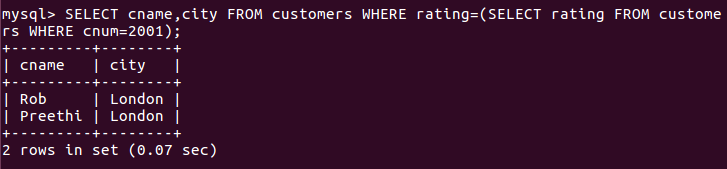 mysql> SELECT cname,city FROM customers WHERE rating=(SELECT rating FROM custome
rs WHERE cnum=2001);
+---------+--------+
| cname   | city   |
+---------+--------+
| Rob     | London |
| Preethi | London |
+---------+--------+
2 rows in set (0.07 sec)